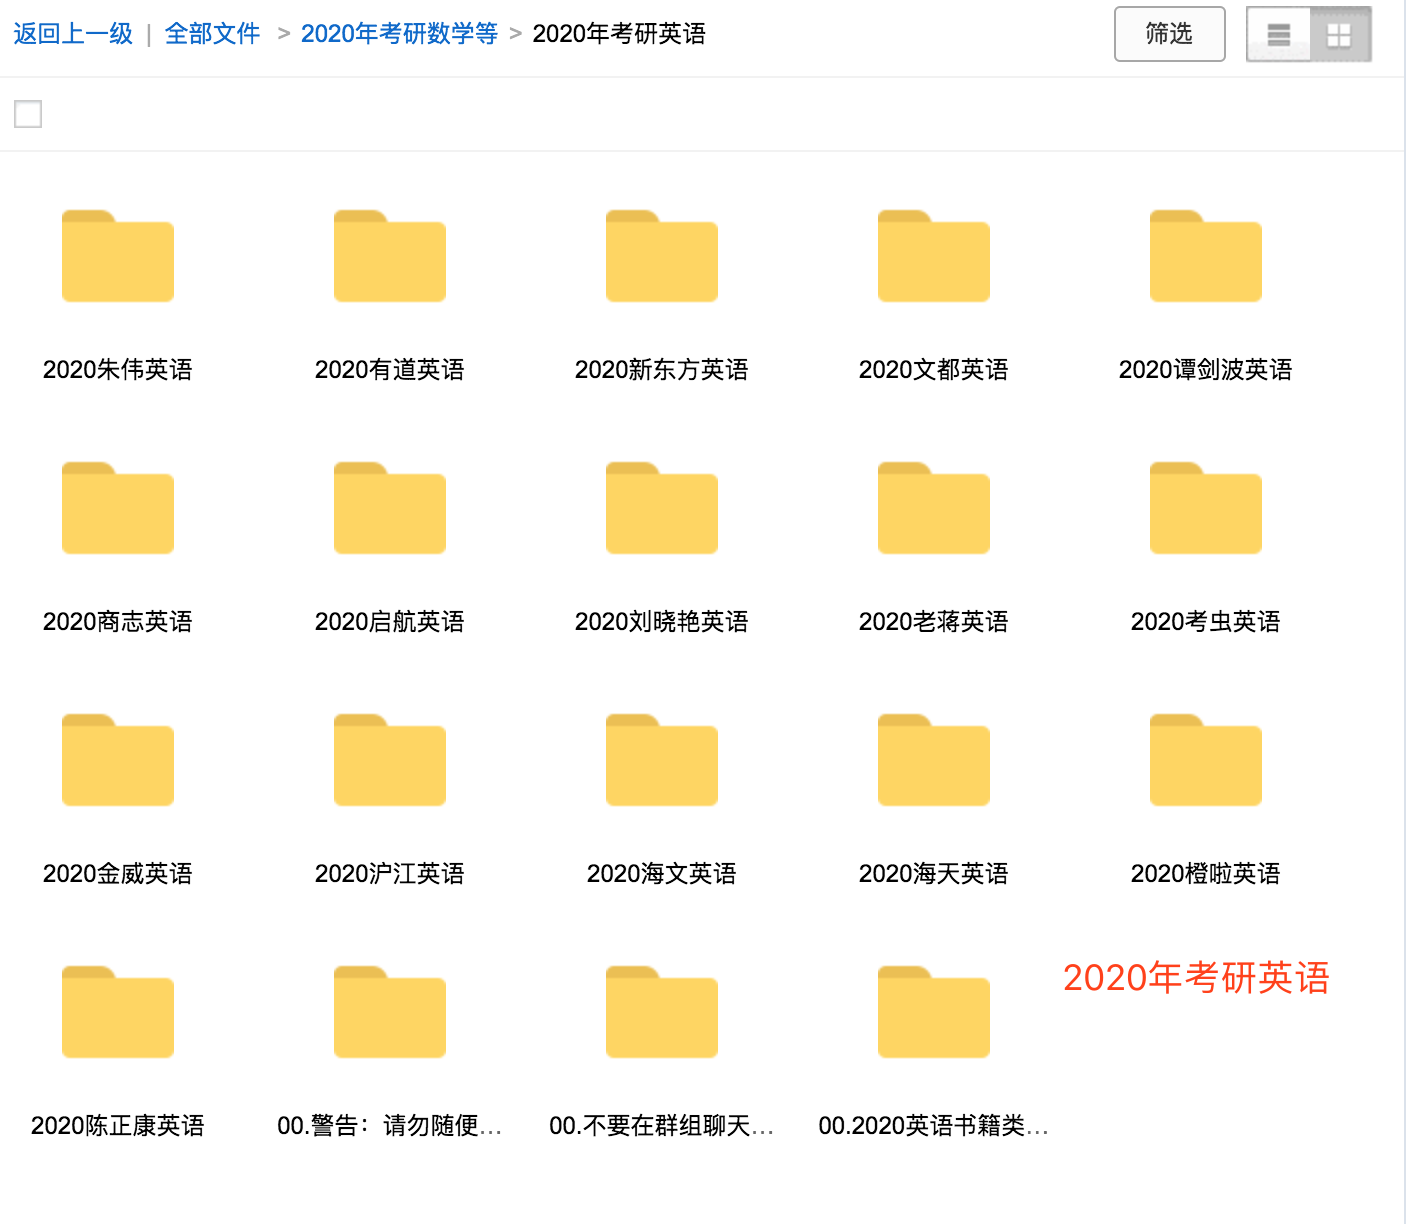 返回上一级 | 全部文件 > 2020年考研数学等 > 2020年考研英语
筛选
2020朱伟英语
2020有道英语
2020新东方英语
2020文都英语
2020谭剑波英语
2020商志英语
2020启航英语
2020刘晓艳英语
2020老蒋英语
2020考虫英语
2020金威英语
2020沪江英语
2020海文英语
2020海天英语
2020橙啦英语
2020年考研英语
2020陈正康英语
00.警告：请勿随便...
00.不要在群组聊天...
00.2020英语书籍类...